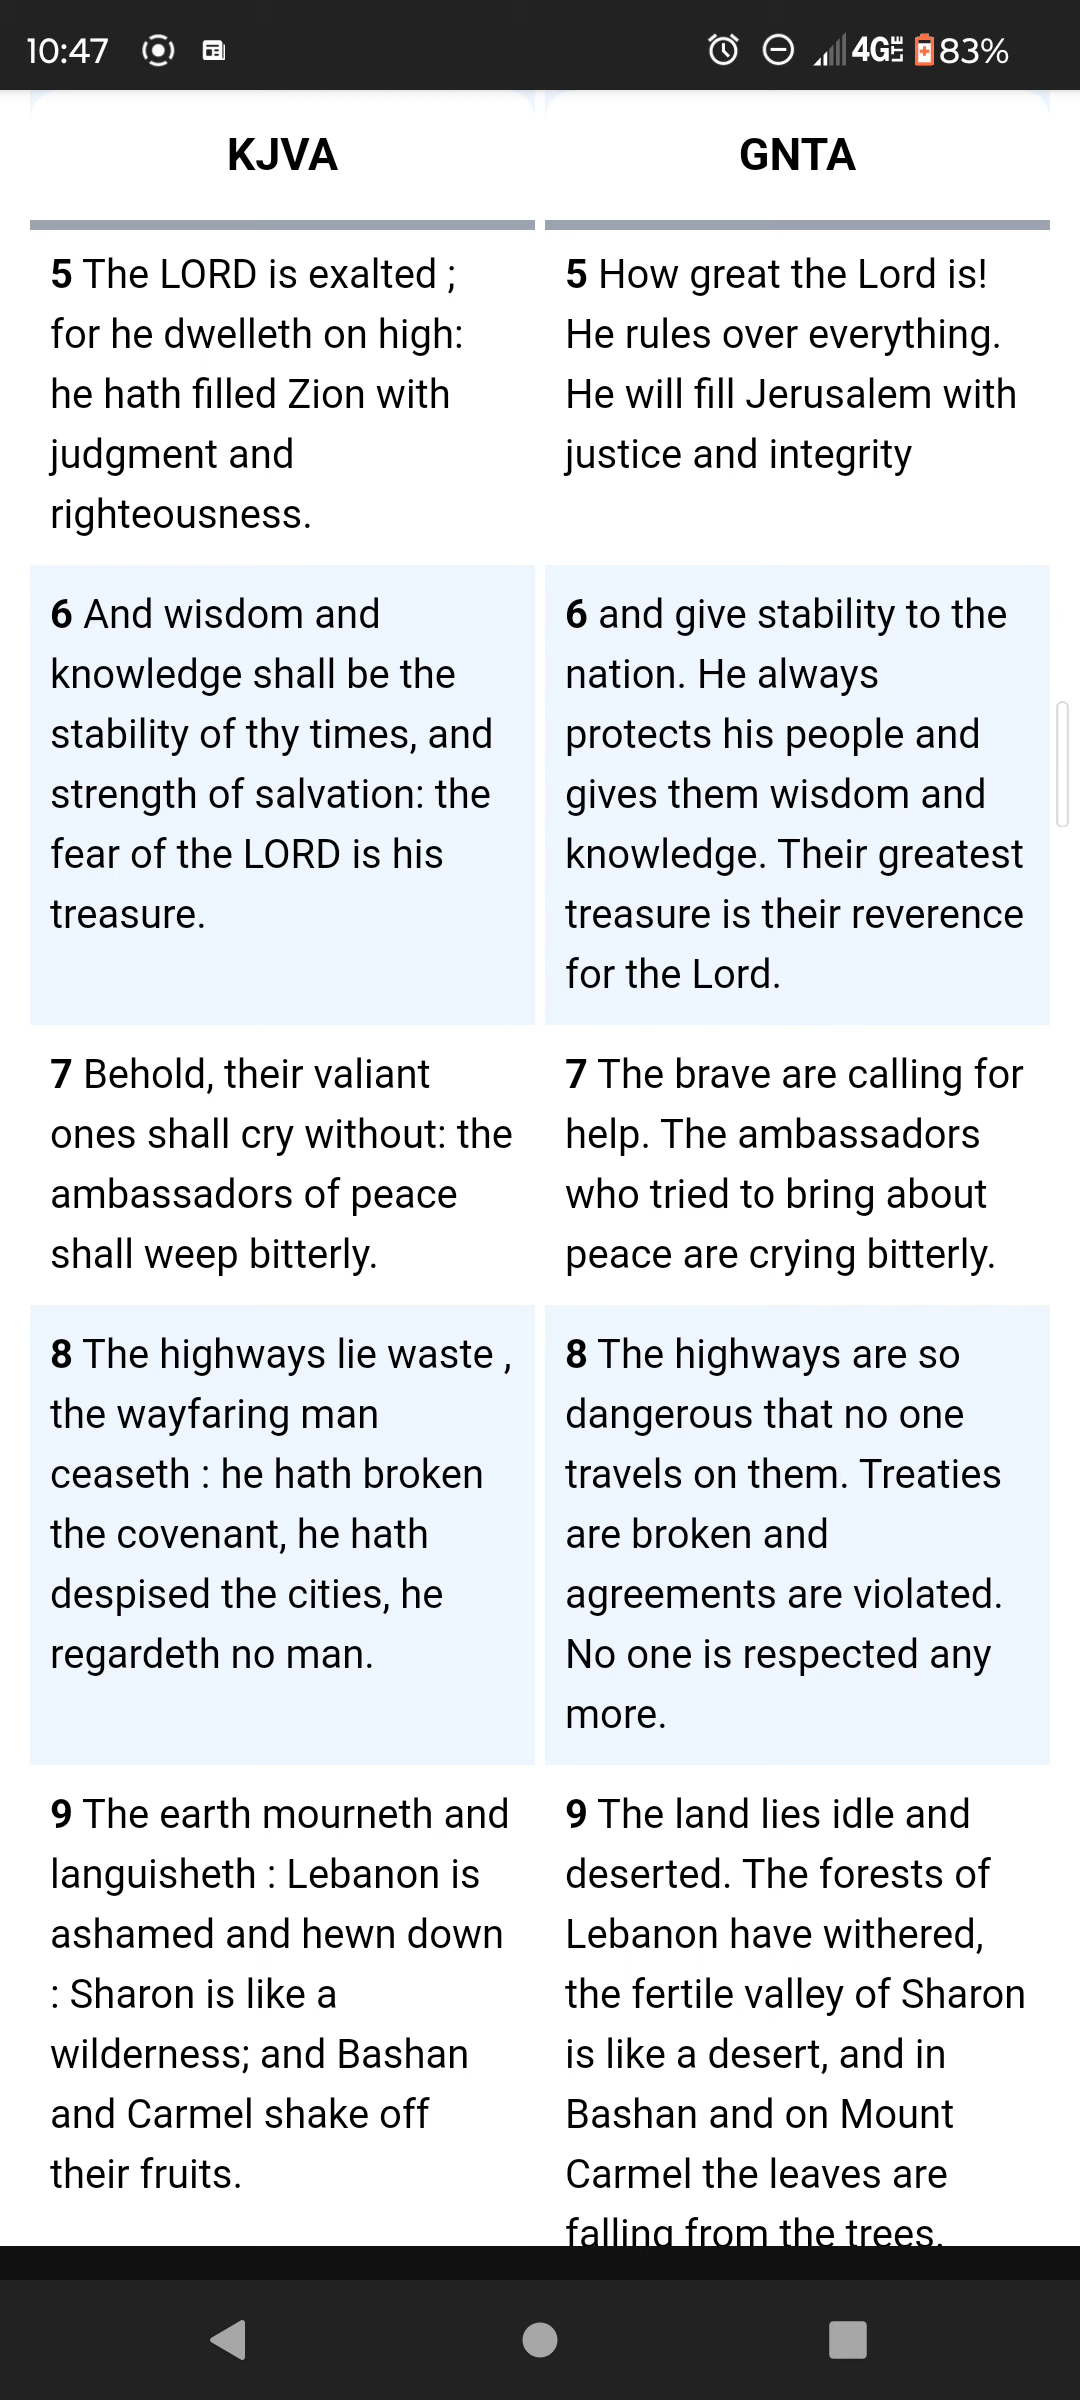 10:47
4G LTE 83%
KJVA
5 The LORD is exalted ;
for he dwelleth on high:
he hath filled Zion with
judgment and
righteousness.
6 And wisdom and
knowledge shall be the
stability of thy times, and
strength of salvation: the
fear of the LORD is his
treasure.
7 Behold, their valiant
ones shall cry without: the
ambassadors of peace
shall weep bitterly.
8 The highways lie waste ,
the wayfaring man
ceaseth : he hath broken
the covenant, he hath
despised the cities, he
regardeth no man.
9 The earth mourneth and
languisheth : Lebanon is
ashamed and hewn down
: Sharon is like a
wilderness; and Bashan
and Carmel shake off
their fruits.
GNTA
5 How great the Lord is!
He rules over everything.
He will fill Jerusalem with
justice and integrity
6 and give stability to the
nation. He always
protects his people and
gives them wisdom and
knowledge. Their greatest
treasure is their reverence
for the Lord.
7 The brave are calling for
help. The ambassadors
who tried to bring about
peace are crying bitterly.
8 The highways are so
dangerous that no one
travels on them. Treaties
are broken and
agreements are violated.
No one is respected any
more.
9 The land lies idle and
deserted. The forests of
Lebanon have withered,
the fertile valley of Sharon
is like a desert, and in
Bashan and on Mount
Carmel the leaves are
falling from the trees.